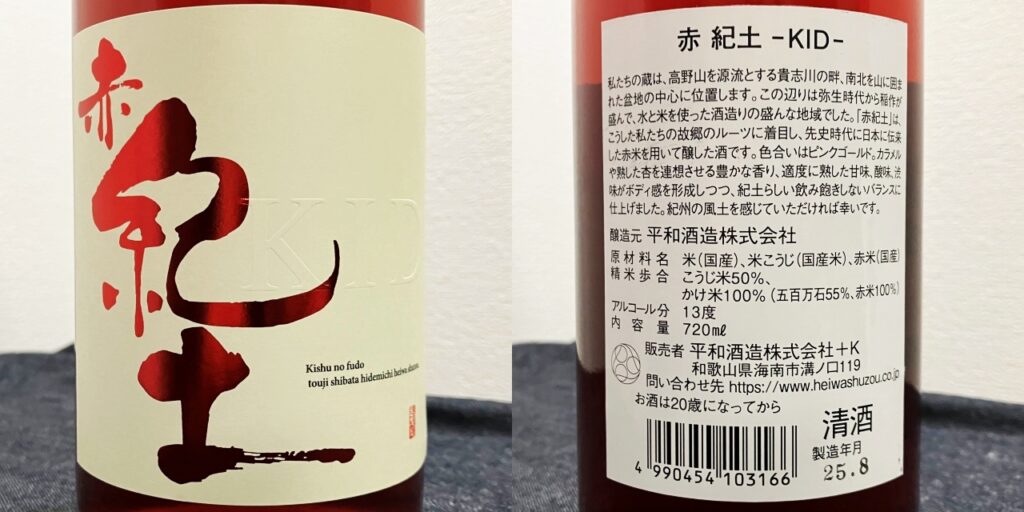 赤
紀土
KID
Kishu no fudo
touji shibata hidemichi heiwa
赤 紀土 -KID-
私たちの蔵は、高野山を源流とする貴志川の畔、南北を山に囲ま
れた盆地の中心に位置します。この辺りは弥生時代から稲作が
盛んで、水と米を使った酒造りの盛んな地域でした。「赤紀土」は、
こうした私たちの故郷のルーツに着目し、先史時代に日本に伝来
した赤米を用いて醸した酒です。色合いはピンクゴールド。カラメル
や熟した杏を連想させる豊かな香り、適度に熟した甘味、酸味、渋
味がボディ感を形成しつつ、紀土らしい飲み飽きしないバランスに
仕上げました。紀州の風土を感じていただければ幸いです。
醸造元 平和酒造株式会社
原材料名 米(国産)、米こうじ(国産米)、赤米(国産)
精米歩合 こうじ米50%、
かけ米100% (五百万石55%、赤米100%)
アルコール分 13度
内容量 720mℓ
販売者 平和酒造株式会社+K
和歌山県海南市溝ノ口119
問い合わせ先 https://www.heiwashuzou.co.jp
お酒は20歳になってから
清酒
製造年月
25.8
4 990454 103166